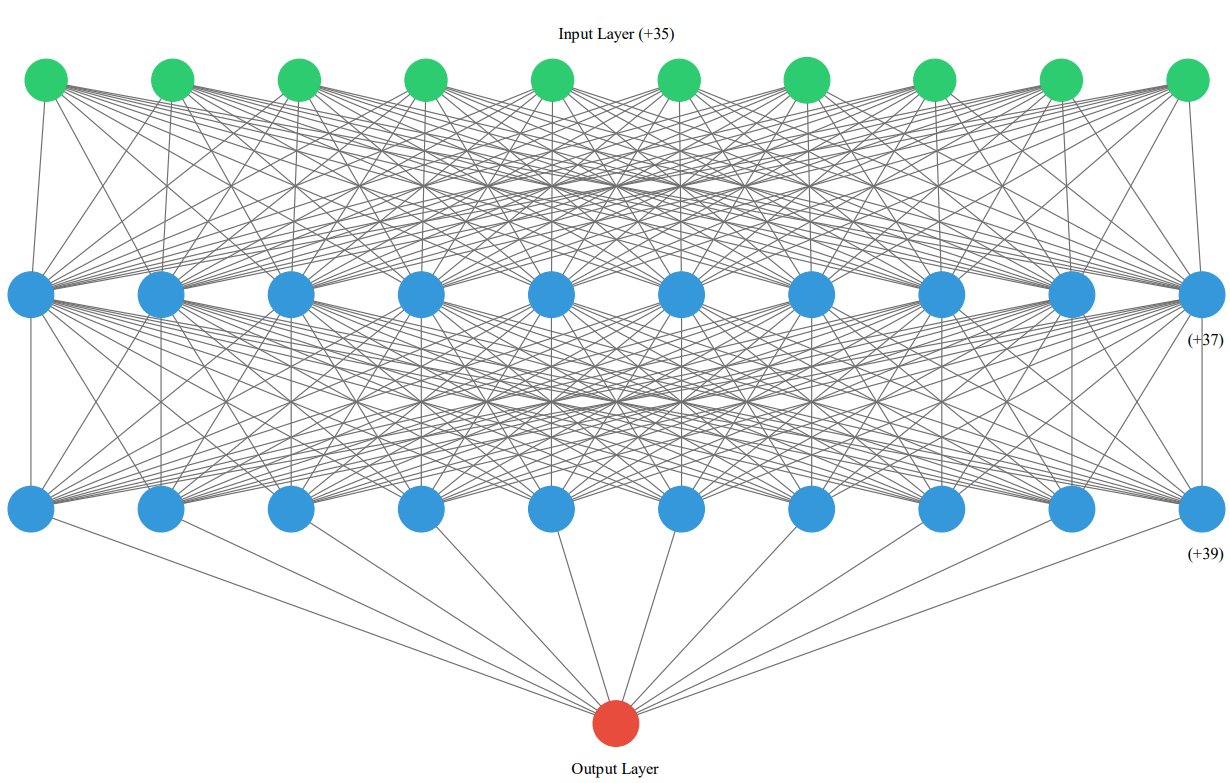 Input Layer (+35)
(+37)
(+39)
Output Layer